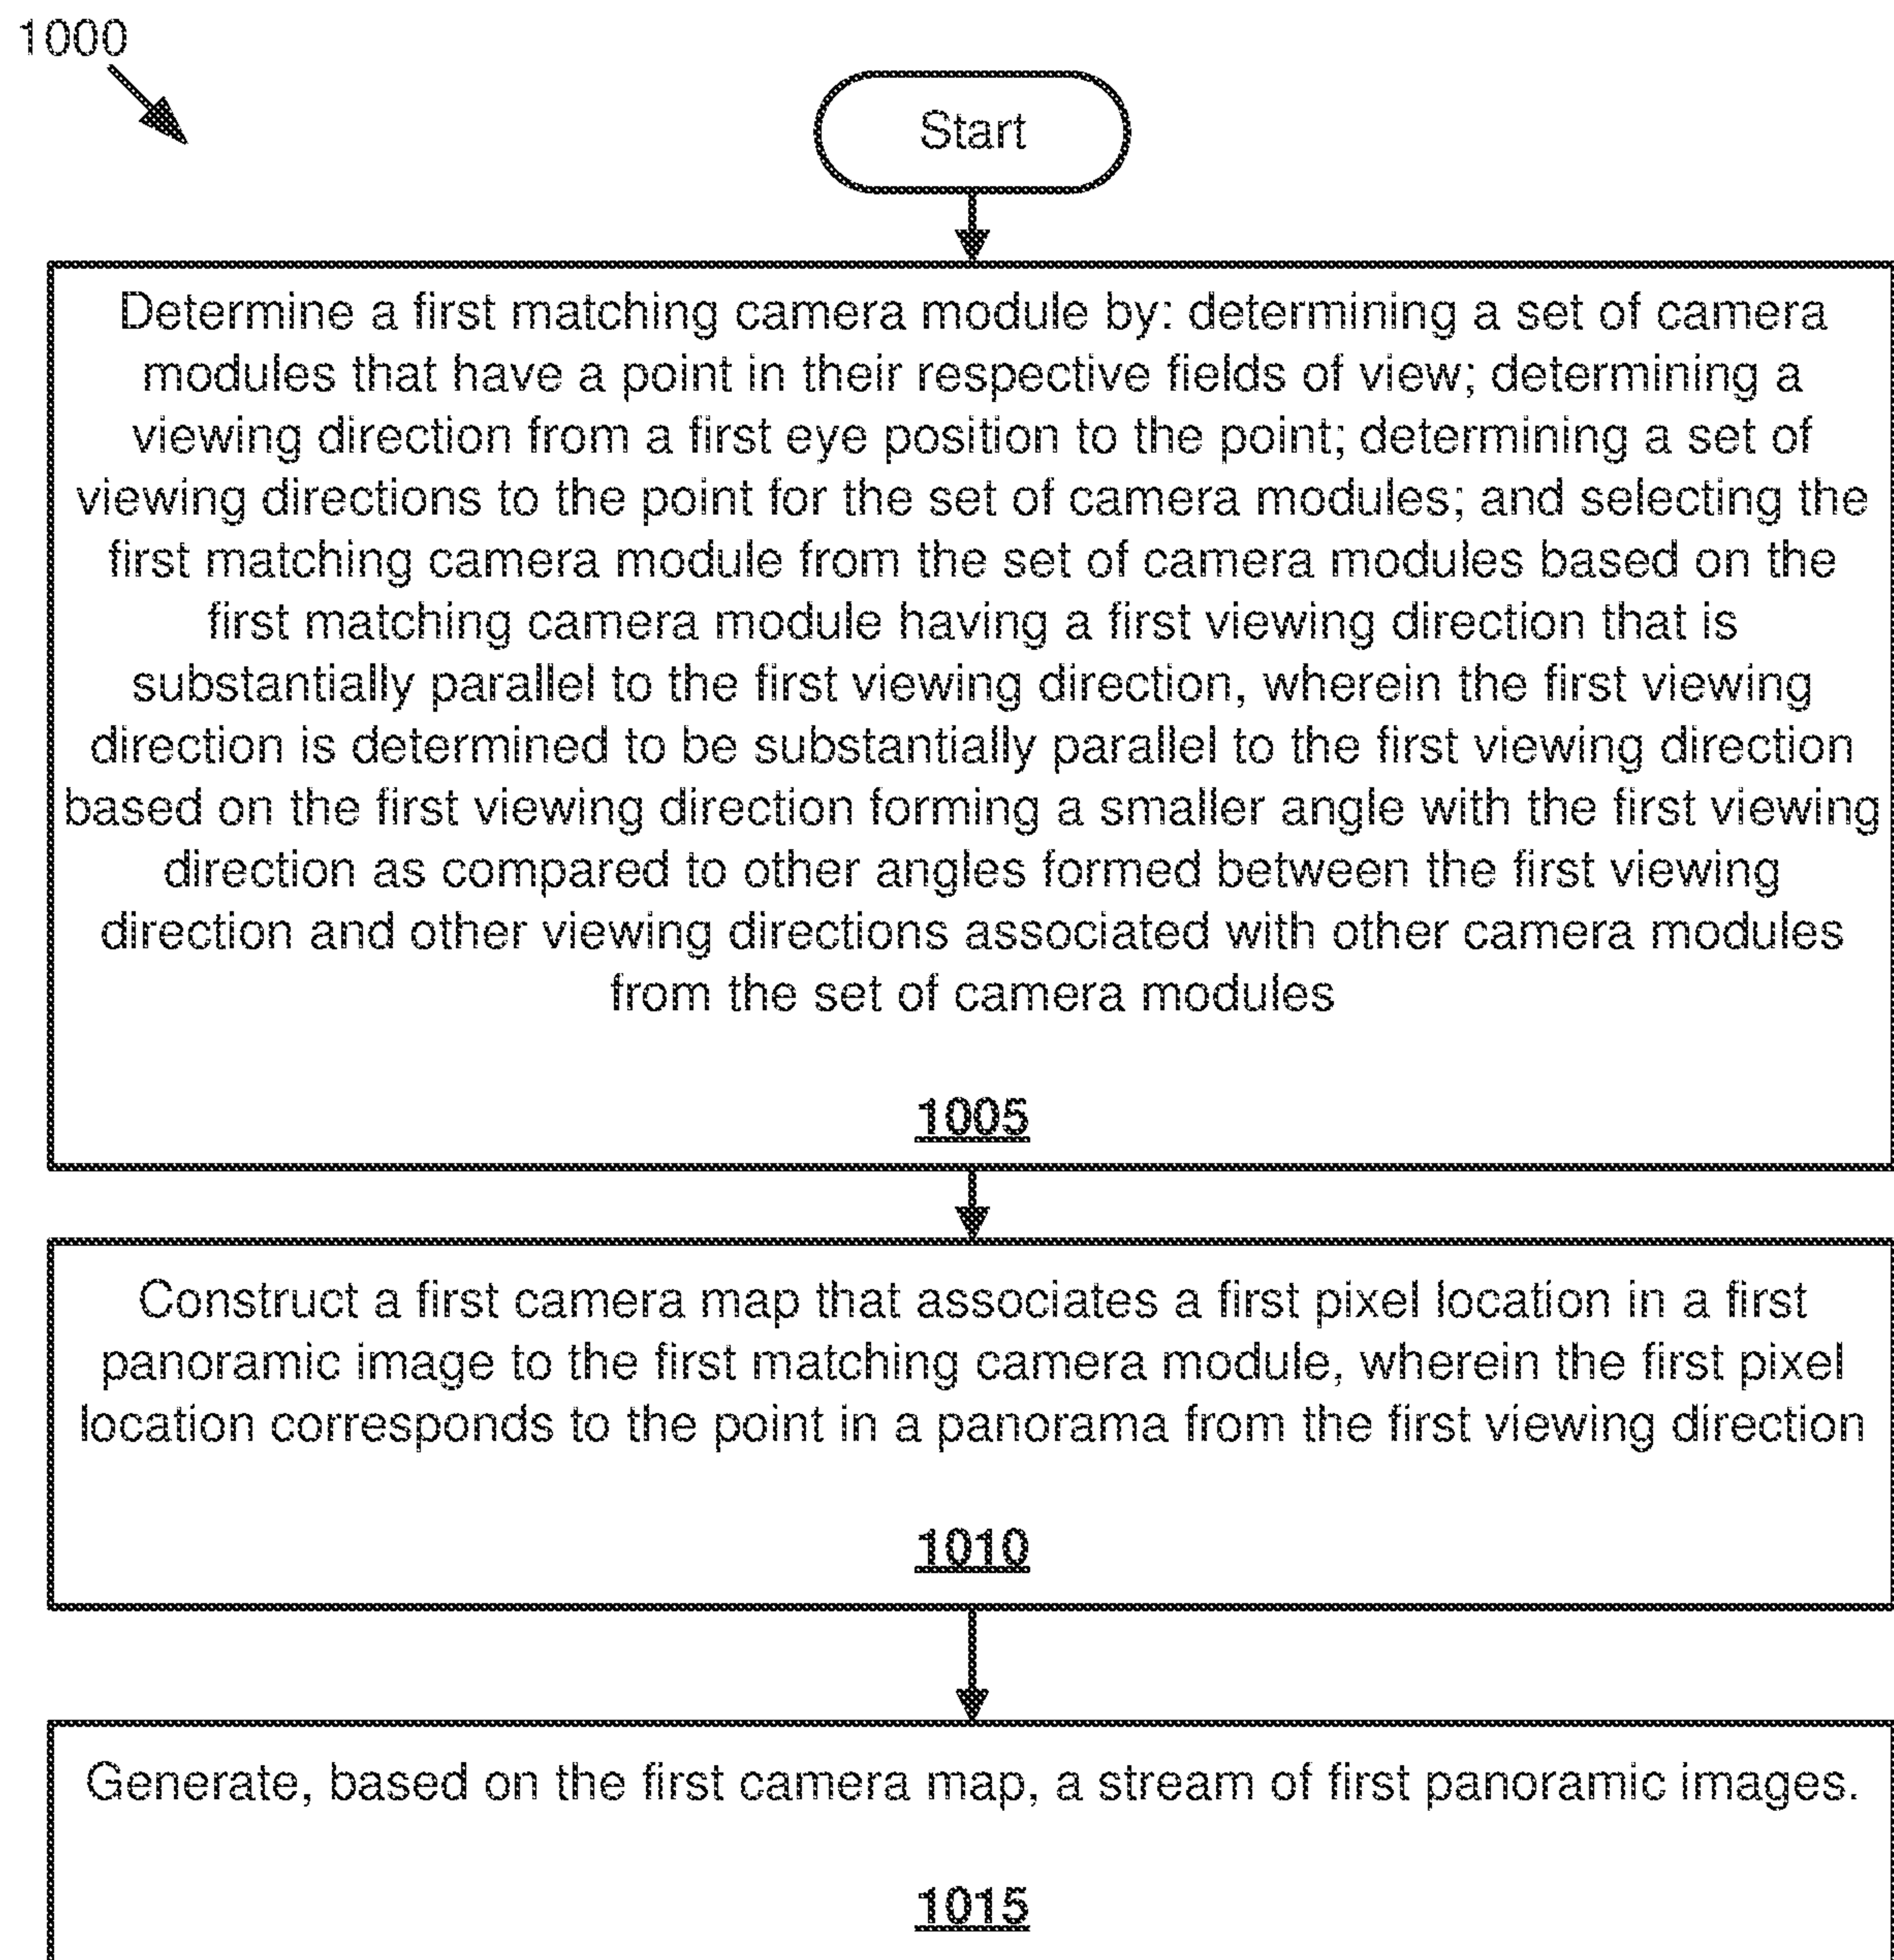 1000
Start
Determine a first matching camera module by: determining a set of camera
modules that have a point in their respective fields of view; determining a
viewing direction from a first eye position to the point; determining a set of
viewing directions to the point for the set of camera modules; and selecting the
first matching camera module from the set of camera modules based on the
first matching camera module having a first viewing direction that is
substantially parallel to the first viewing direction, wherein the first viewing
direction is determined to be substantially parallel to the first viewing direction
based on the first viewing direction forming a smaller angle with the first viewing
direction as compared to other angles formed between the first viewing
direction and other viewing directions associated with other camera modules
from the set of camera modules
1005
Construct a first camera map that associates a first pixel location in a first
panoramic image to the first matching camera module, wherein the first pixel
location corresponds to the point in a panorama from the first viewing direction
1010
Generate, based on the first camera map, a stream of first panoramic images.
1015